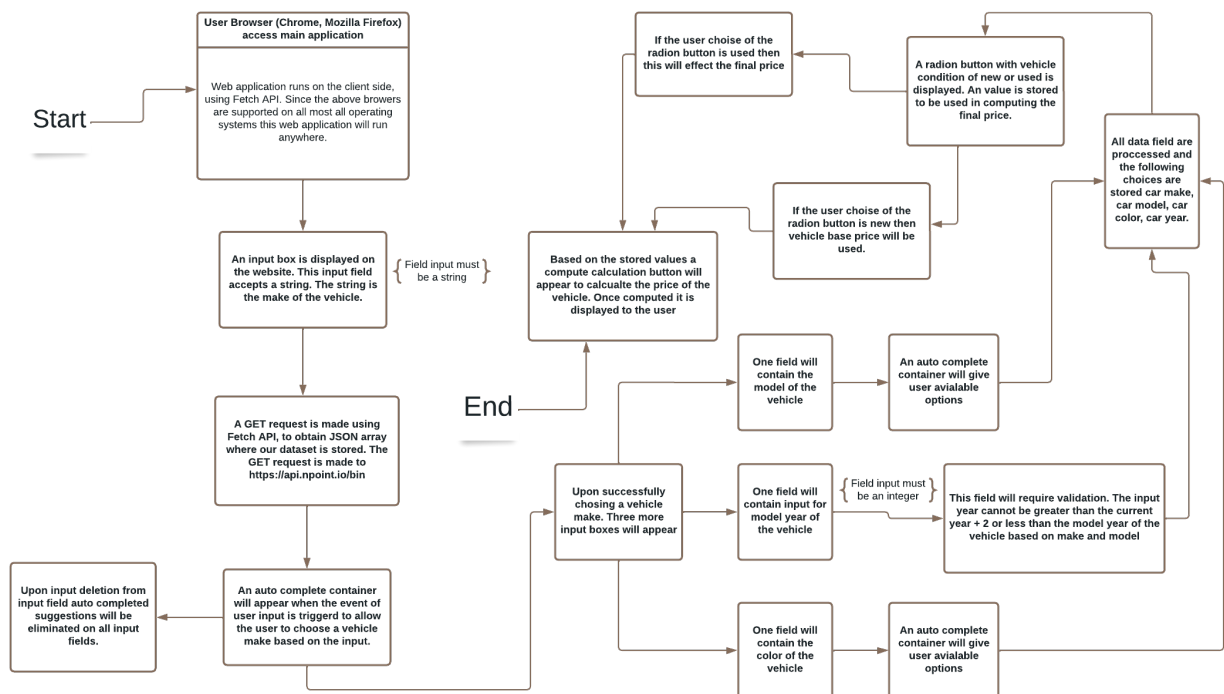 User Browser (Chrome, Mozilla Firefox)
access main application
Web application runs on the client side,
using Fetch API. Since the above browers
are supported on all most all operating
systems this web application will run
anywhere.
Start
An input box is displayed on
the website. This input field
accepts a string. The string is
the make of the vehicle.
Field input must
be a string
A GET request is made using
Fetch API, to obtain JSON array
where our dataset is stored. The
GET request is made to
https://api.npoint.io/bin
An auto complete container
will appear when the event of
user input is triggerd to allow
the user to choose a vehicle
make based on the input.
Upon input deletion from
input field auto completed
suggestions will be
eliminated on all input
fields.
Upon successfully
chosing a vehicle
make. Three more
input boxes will appear
One field will
contain the
model of the
vehicle
An auto complete
container will give
user avialable
options
One field will
contain input for
model year of
the vehicle
Field input must
be an integer
This field will require validation. The input
year cannot be greater than the current
year + 2 or less than the model year of the
vehicle based on make and model
One field will
contain the
color of the
vehicle
An auto complete
container will give
user avialable
options
All data field are
proccessed and
the following
choices are
stored car make,
car model, car
color, car year.
A radion button with vehicle
condition of new or used is
displayed. An value is stored
to be used in computing the
final price.
If the user choise of the
radion button is used then
this will effect the final price
If the user choise of the
radion button is new then
vehicle base price will be
used.
Based on the stored values a
compute calculation button will
appear to calcualte the price of the
vehicle. Once computed it is
displayed to the user
End